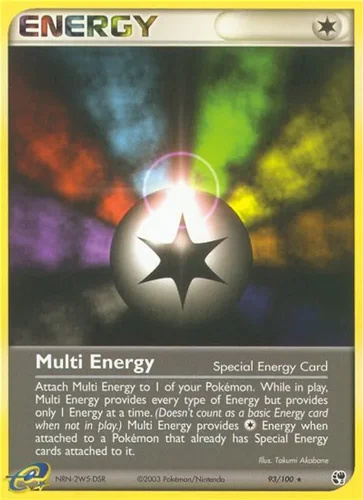 ENERGY
Multi Energy Special Energy Card
Attach Multi Energy to 1 of your Pokémon. While in play,
Multi Energy provides every type of Energy but provides
only 1 Energy at a time. (Doesn't count as a basic Energy card
when not in play.) Multi Energy provides Energy when
attached to a Pokémon that already has Special Energy
cards attached to it.
Illus. Takumi Akabane
e NRN-2W5-DSR ©2003 Pokémon/Nintendo 93/100 ★